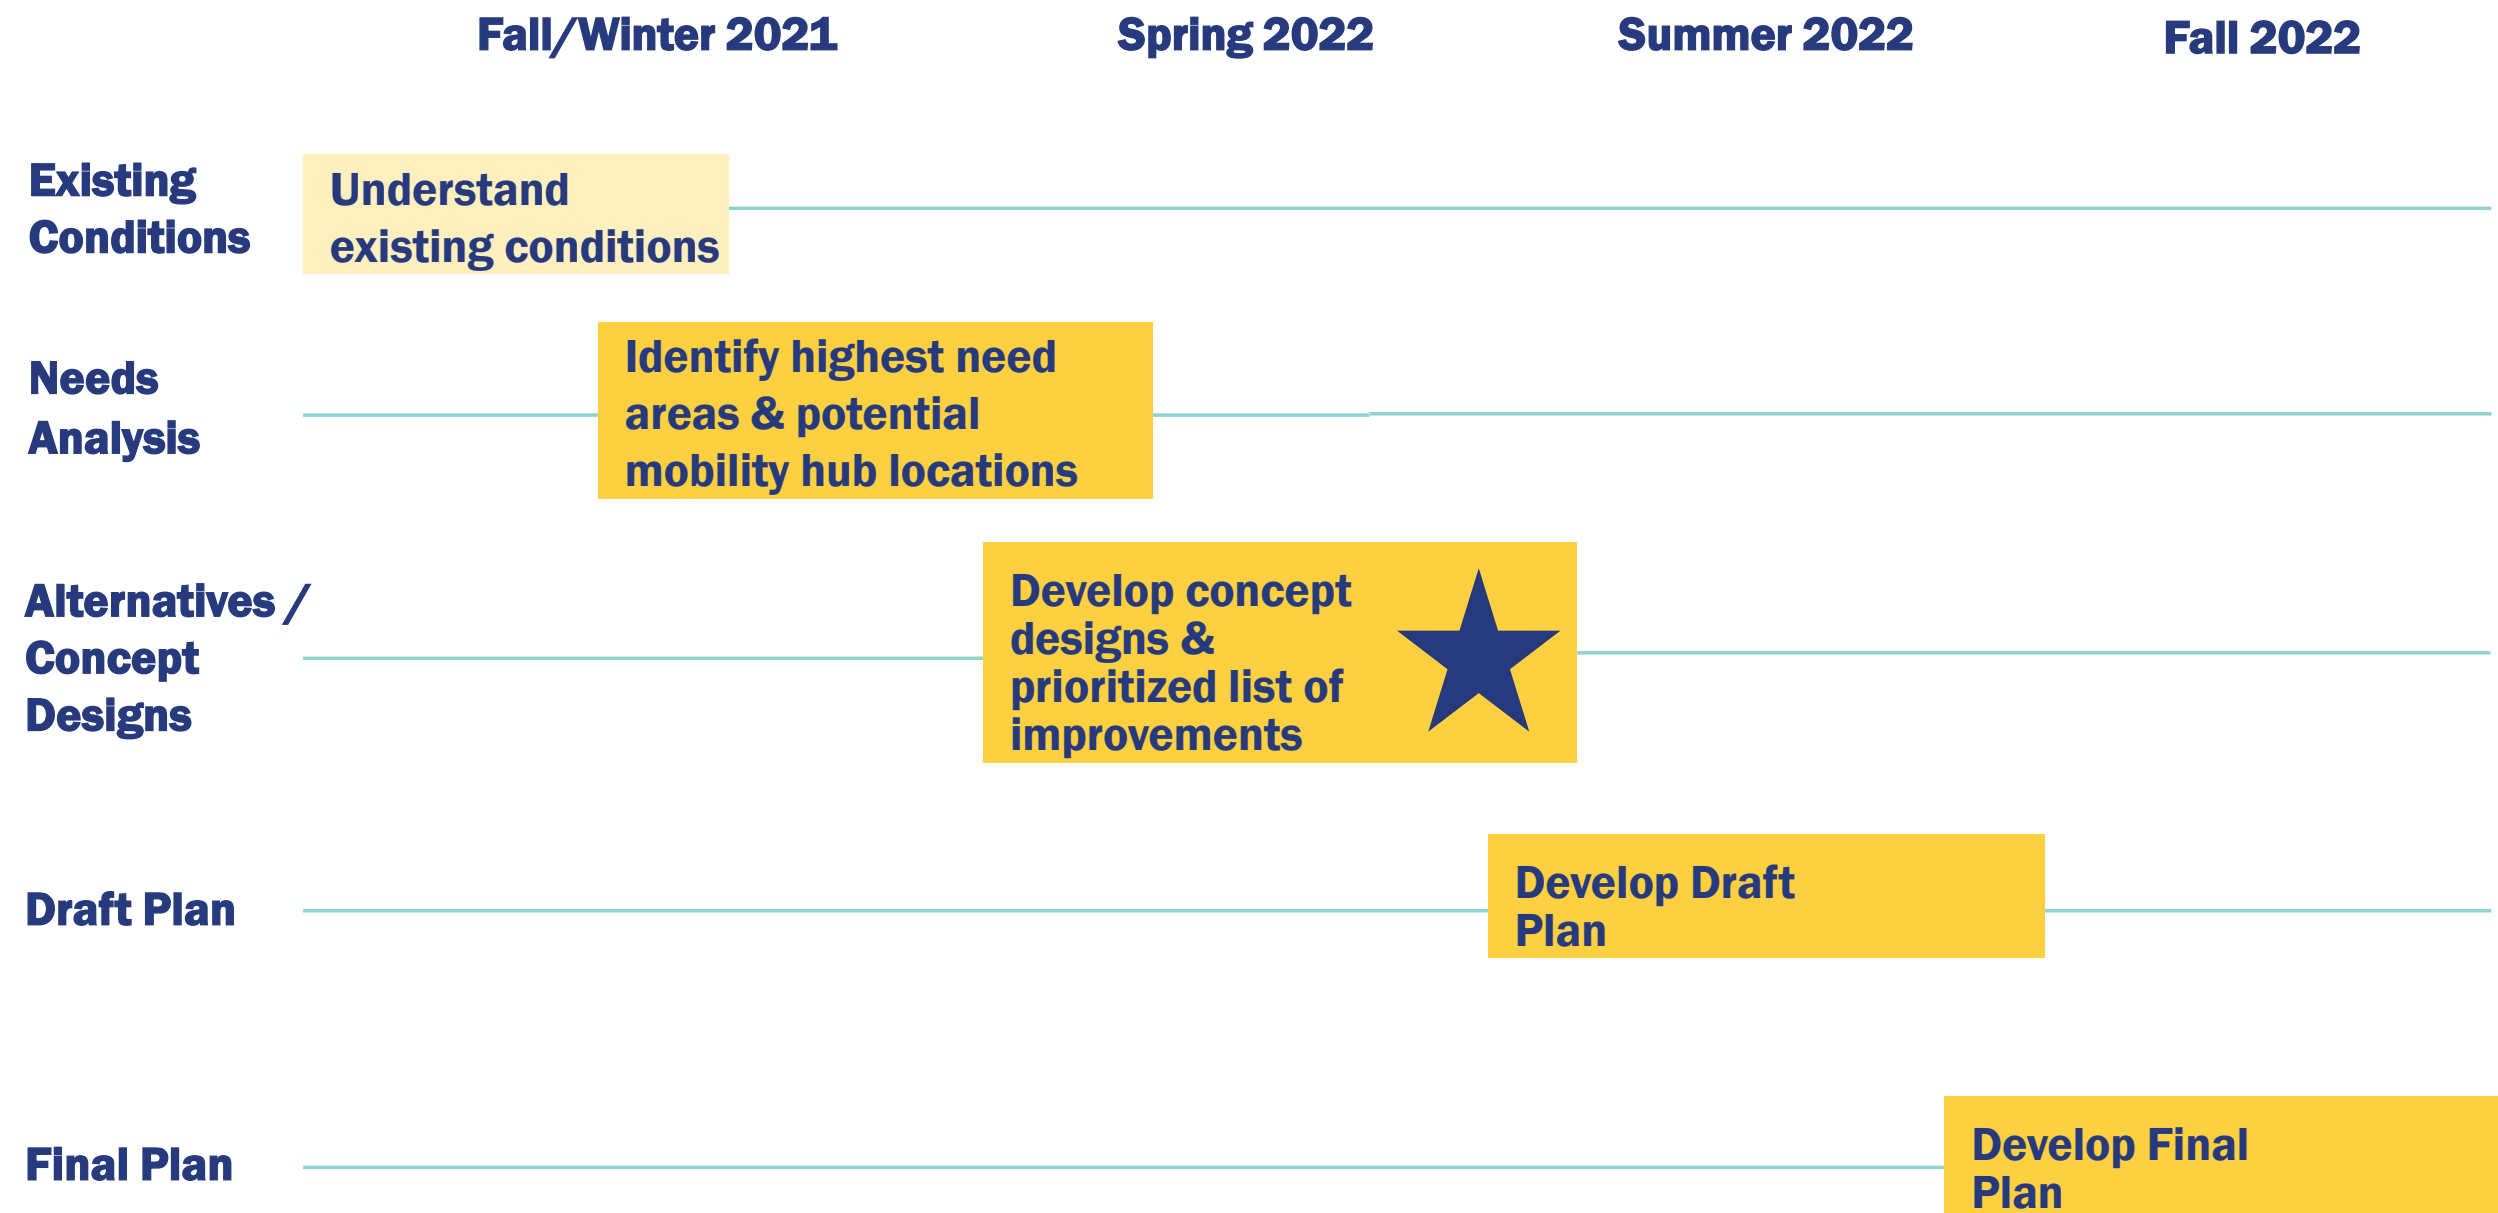 Fall/Winter 2021
Spring 2022
Summer 2022
Fall 2022
Existing
Conditions
Understand
existing conditions
Needs
Analysis
Identify highest need
areas & potential
mobility hub locations
Alternatives /
Concept
Designs
Develop concept
designs &
prioritized list of
improvements
Draft Plan
Develop Draft
Plan
Final Plan
Develop Final
Plan